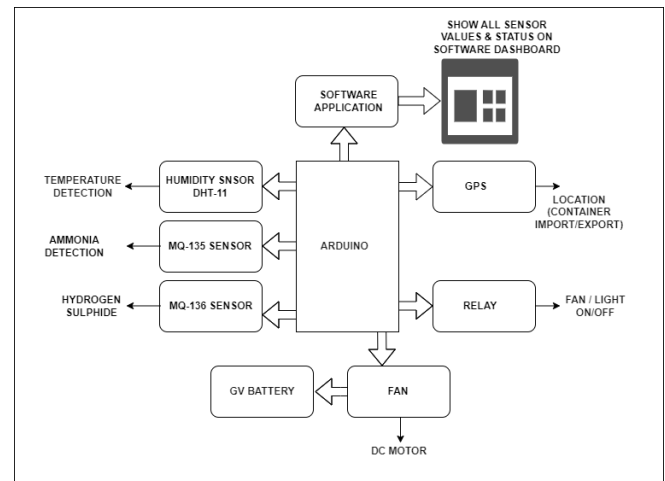 SHOW ALL SENSOR
VALUES & STATUS ON
SOFTWARE DASHBOARD
SOFTWARE
APPLICATION
TEMPERATURE
DETECTION
HUMIDITY SNSOR
DHT-11
GPS
LOCATION
(CONTAINER
IMPORT/EXPORT)
AMMONIA
DETECTION
MQ-135 SENSOR
ARDUINO
HYDROGEN
SULPHIDE
MQ-136 SENSOR
RELAY
FAN / LIGHT
ON/OFF
GV BATTERY
FAN
DC MOTOR